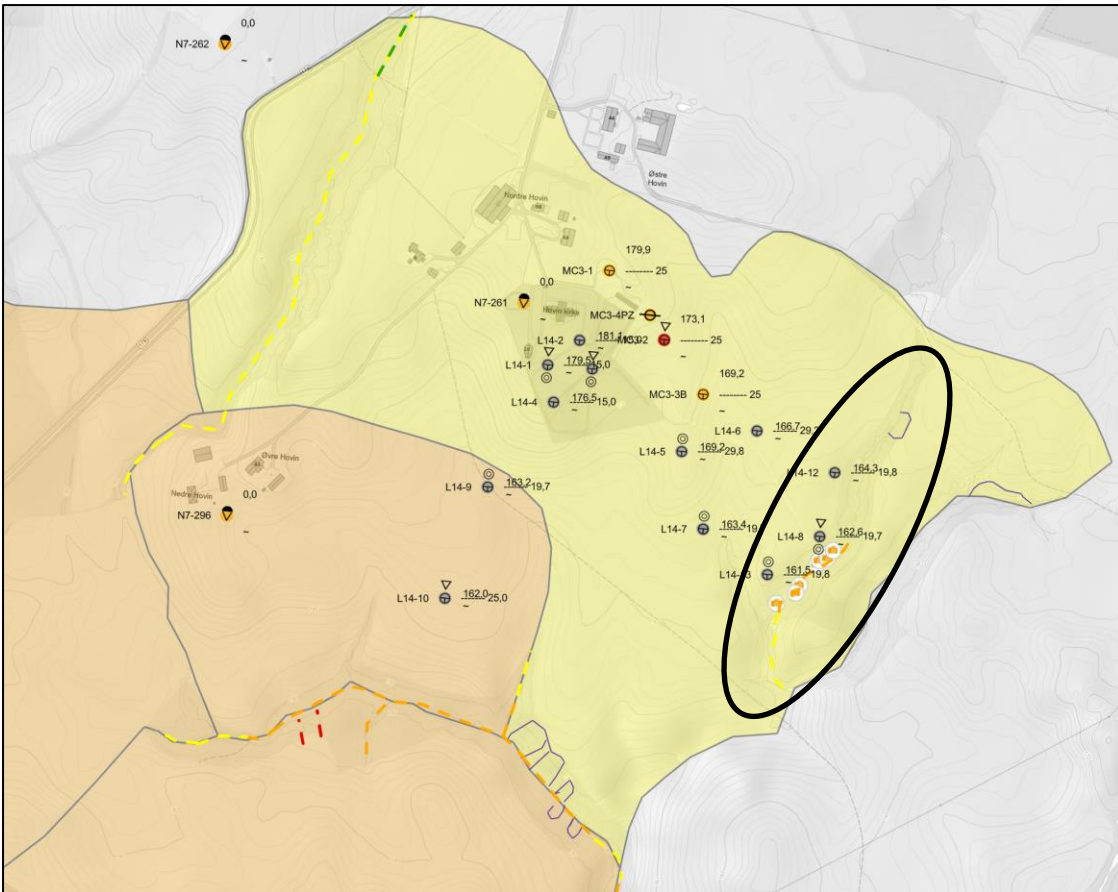 0,0
N7-262
~
Østre
Hovin
Nordre Hovin
179,9
MC3-1 -------- 25
~
0,0
N7-261
~
Hovin kirke
MC3-4PZ
173,1
L14-2 181,1
-------- 25
~
L14-1 179,5 15,0
~
169,2
MC3-3B -------- 25
~
L14-4 176,5 15,0
~
L14-6 166,7
~
L14-5 169,2 29,8
~
Øvre Hovin
L14-12 164,3 19,8
~
L14-9 163,2 19,7
~
Nedre Hovin
0,0
N7-296
~
L14-7 163,4
~
L14-8 162,6 19,7
~
161,5 19,8
~
L14-10 162,0 25,0
~